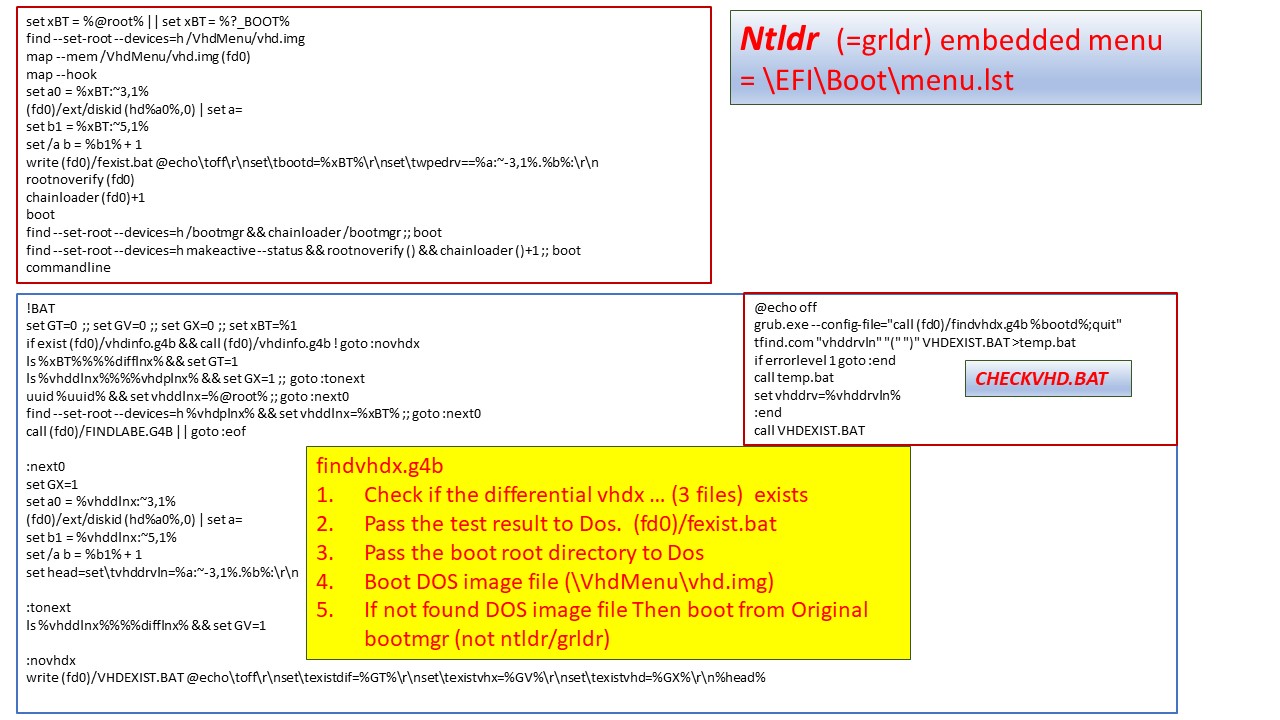 set xBT = %@root% || set xBT = %?_BOOT%
find --set-root --devices=h /VhdMenu/vhd.img
map --mem /VhdMenu/vhd.img (fd0)
map --hook
set a0 = %xBT:~3,1%
(fd0)/ext/diskid (hd%a0%,0) | set a=
set b1 = %xBT:~5,1%
set /a b = %b1% + 1
write (fd0)/fexist.bat @echo\toff\r\nset\tbootd=%xBT%\r\nset\twpedrv==%a:~-3,1%.%b%:\r\n
rootnoverify (fd0)
chainloader (fd0)+1
boot
find --set-root --devices=h /bootmgr && chainloader /bootmgr ;; boot
find --set-root --devices=h makeactive --status && rootnoverify () && chainloader ()+1 ;; boot
commandline
Ntldr (=grldr) embedded menu
= \EFI\Boot\menu.lst
!BAT
set GT=0 ;; set GV=0 ;; set GX=0 ;; set xBT=%1
if exist (fd0)/vhdinfo.g4b && call (fd0)/vhdinfo.g4b ! goto :novhdx
ls %xBT%%%%difflnx% && set GT=1
ls %vhddlnx%%%%vhdplnx% && set GX=1 ;; goto :tonext
uuid %uuid% && set vhddlnx=%@root% ;; goto :next0
find --set-root --devices=h %vhdplnx% && set vhddlnx=%xBT% ;; goto :next0
call (fd0)/FINDLABE.G4B || goto :eof
:next0
set GX=1
set a0 = %vhddlnx:~3,1%
(fd0)/ext/diskid (hd%a0%,0) | set a=
set b1 = %vhddlnx:~5,1%
set /a b = %b1% + 1
set head=set\tvhddrvln=%a:~-3,1%.%b%:\r\n
:tonext
ls %vhddlnx%%%%difflnx% && set GV=1
:novhdx
write (fd0)/VHDEXIST.BAT @echo\toff\r\nset\texistdif=%GT%\r\nset\texistvhx=%GV%\r\nset\texistvhd=%GX%\r\n%head%
@echo off
grub.exe --config-file="call (fd0)/findvhdx.g4b %bootd%;quit"
tfind.com "vhddrvln" "(" ")" VHDEXIST.BAT >temp.bat
if errorlevel 1 goto :end
call temp.bat
set vhddrv=%vhddrvln%
:end
call VHDEXIST.BAT
CHECKVHD.BAT
findvhdx.g4b
1. Check if the differential vhdx ... (3 files) exists
2. Pass the test result to Dos. (fd0)/fexist.bat
3. Pass the boot root directory to Dos
4. Boot DOS image file (\VhdMenu\vhd.img)
5. If not found DOS image file Then boot from Original
bootmgr (not ntldr/grldr)